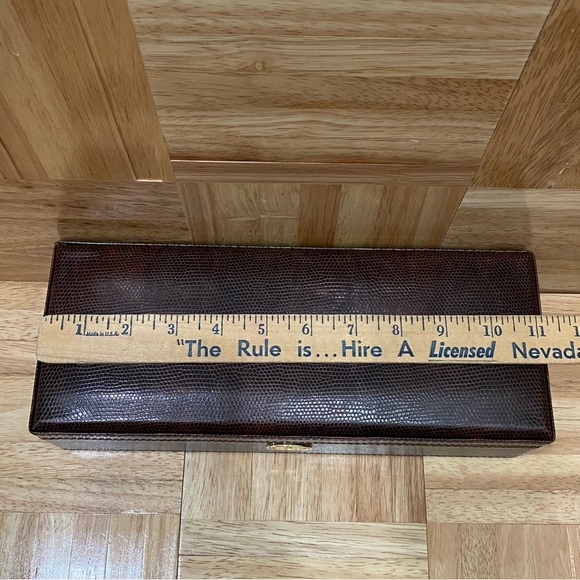 1 2 3 4 5 6 7 8 9 10 11
Made in U.S.A.
"The Rule is...Hire A Licensed Nevada